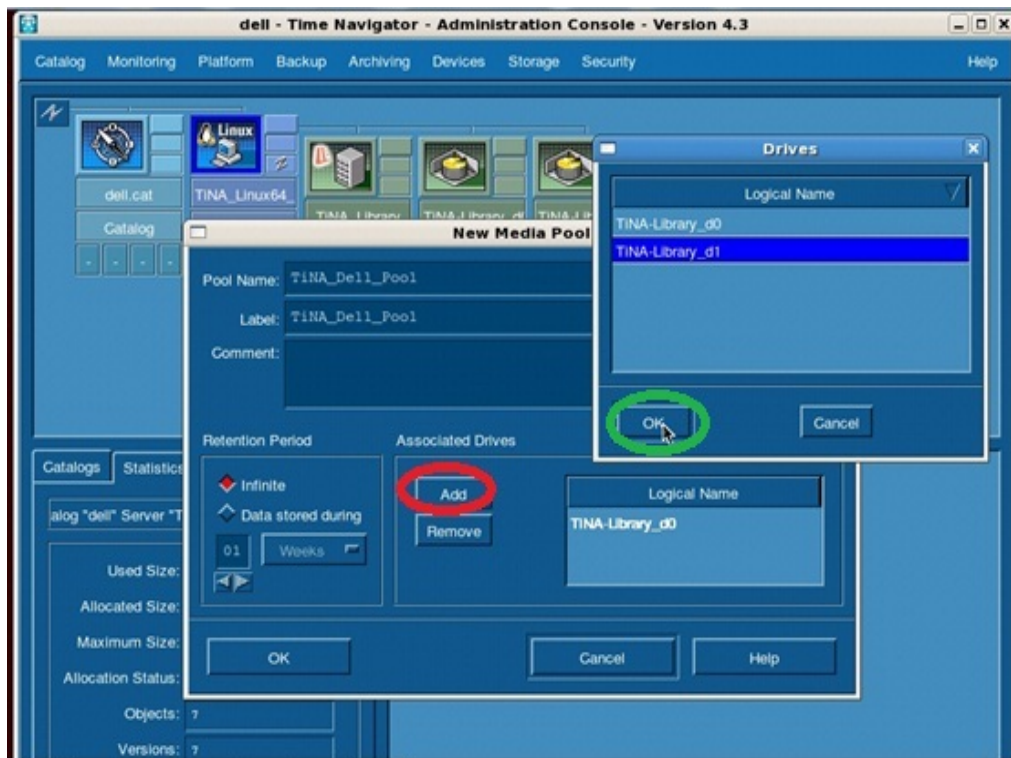 dell - Time Navigator - Administration Console - Version 4.3
Catalog Monitoring Platform Backup Archiving Devices Storage Security Help
Linux
dell.cat TiNA_Linux64_
Catalog
Drives
Logical Name
TiNA-Library_d0
TiNA-Library_d1
OK Cancel
New Media Pool
Pool Name: TiNA_Dell_Pool
Label: TiNA_Dell_Pool
Comment:
Retention Period
Infinite
Data stored during
01 Weeks
Associated Drives
Add
Remove
Logical Name
TiNA-Library_d0
OK Cancel Help
Catalogs Statistics
alog "dell" Server "T
Used Size:
Allocated Size:
Maximum Size:
Allocation Status:
Objects: 7
Versions: 7